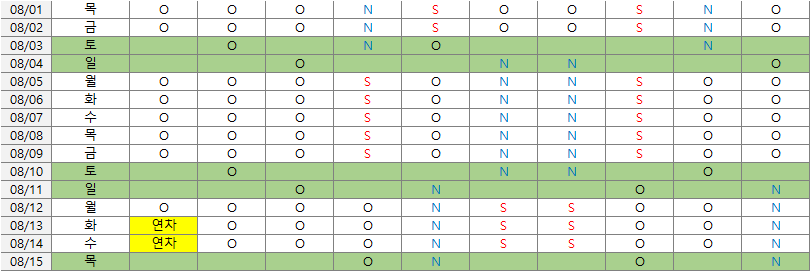 08/01 목 O O O N S O O S N O
08/02 금 O O O N S O O S N O
08/03 토 O N O N
08/04 일 O N N O
08/05 월 O O O S O N N S O O
08/06 화 O O O S O N N S O O
08/07 수 O O O S O N N S O O
08/08 목 O O O S O N N S O O
08/09 금 O O O S O N N S O O
08/10 토 O N N O
08/11 일 O N O N
08/12 월 O O O O N S S O O N
08/13 화 연차 O O O N S S O O N
08/14 수 연차 O O O N S S O O N
08/15 목 O N O N